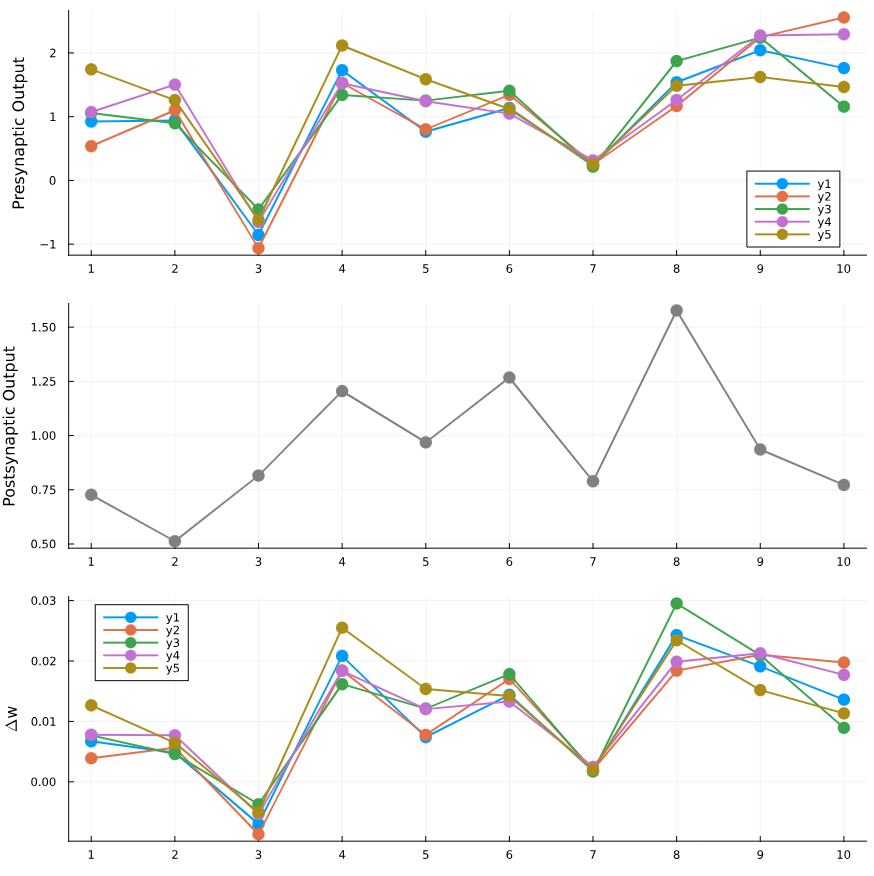 Presynaptic Output
2
1
0
−1
y1
y2
y3
y4
y5
1 2 3 4 5 6 7 8 9 10
Postsynaptic Output
1.50
1.25
1.00
0.75
0.50
1 2 3 4 5 6 7 8 9 10
Δw
0.03
0.02
0.01
0.00
y1
y2
y3
y4
y5
1 2 3 4 5 6 7 8 9 10